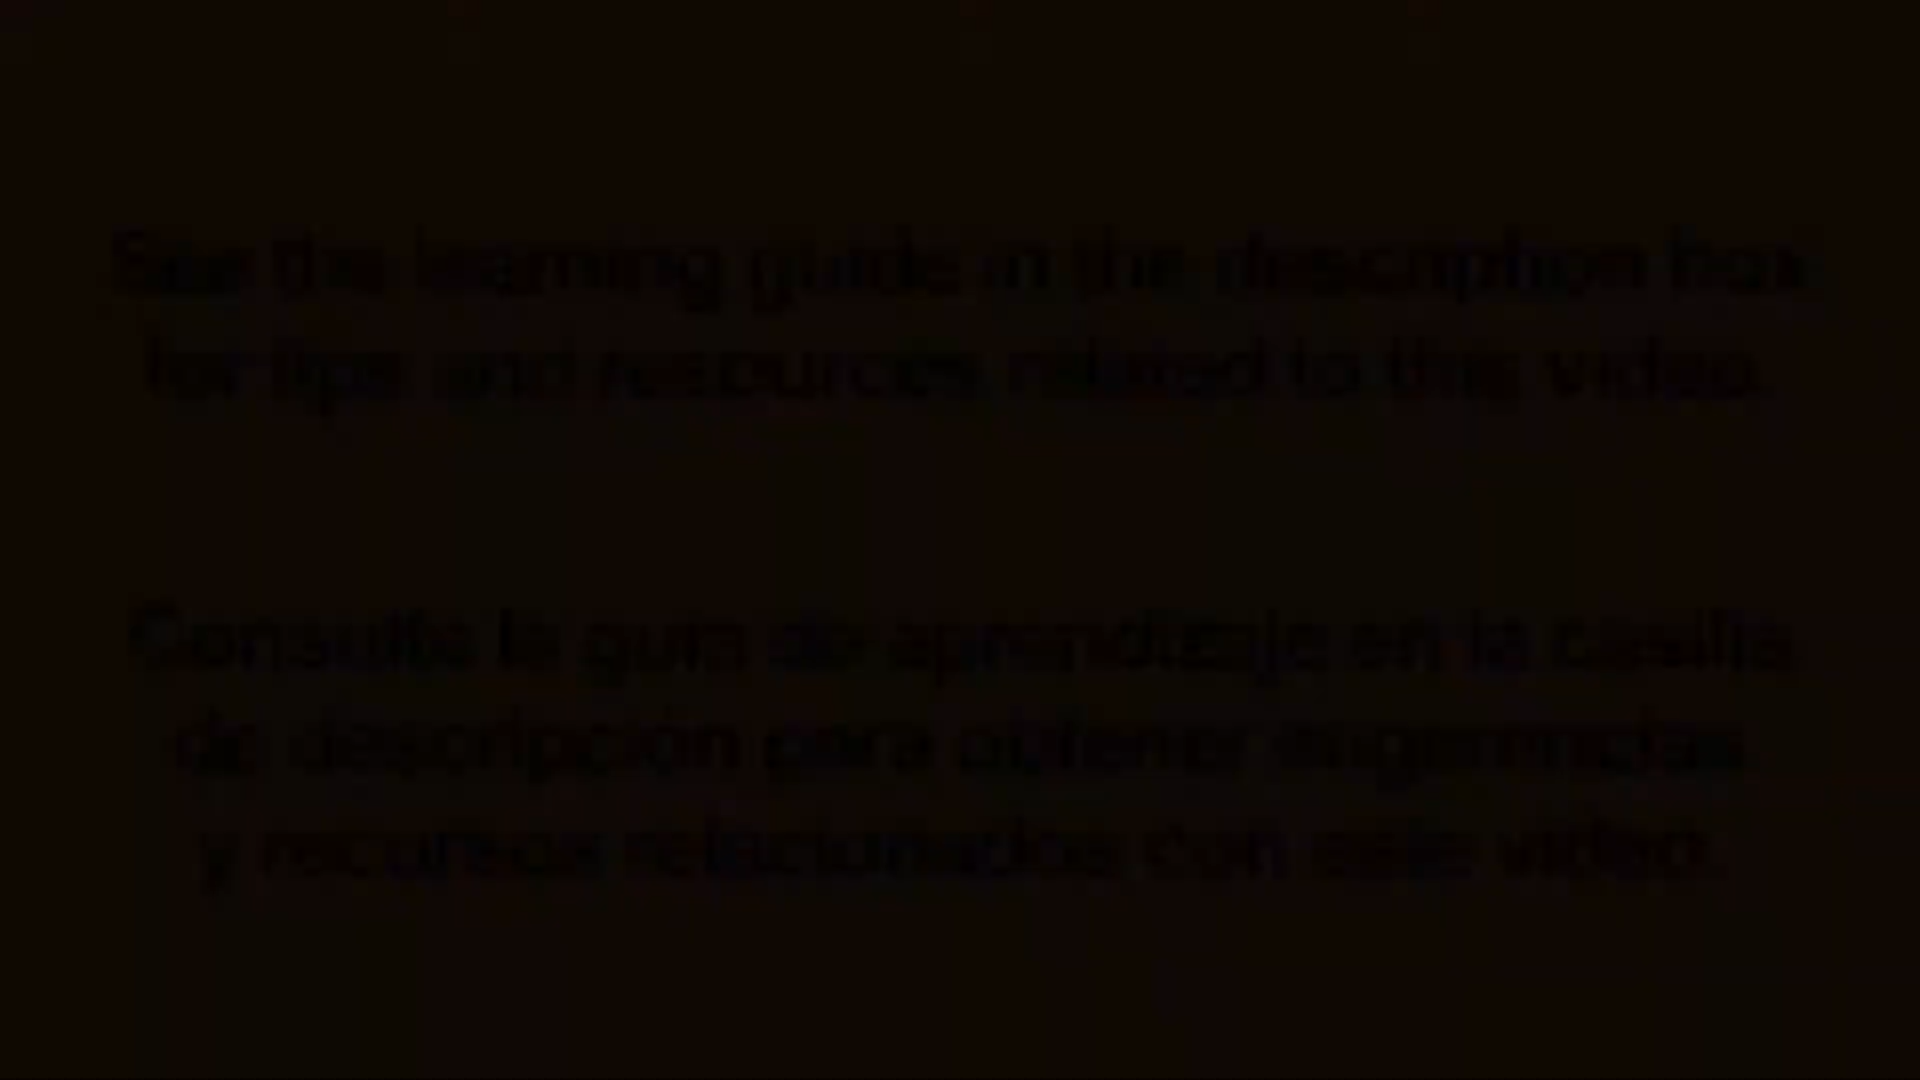 See the learning guide in the description box
for tips and resources related to this video.
Consulta la guía de aprendizaje en la casilla
de descripción para obtener sugerencias
y recursos relacionados con este video.